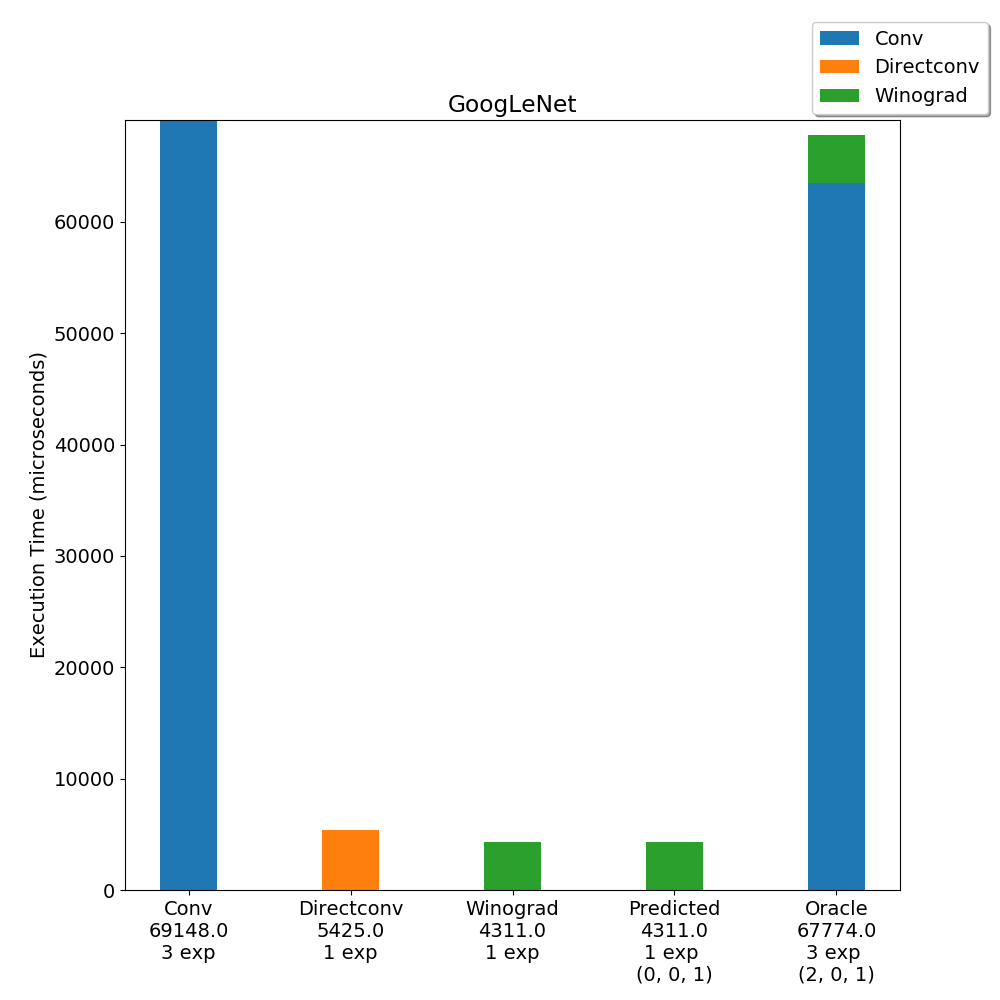 Conv
Directconv
Winograd
GoogLeNet
Execution Time (microseconds)
60000
50000
40000
30000
20000
10000
0
Conv
69148.0
3 exp
Directconv
5425.0
1 exp
Winograd
4311.0
1 exp
Predicted
4311.0
1 exp
(0, 0, 1)
Oracle
67774.0
3 exp
(2, 0, 1)